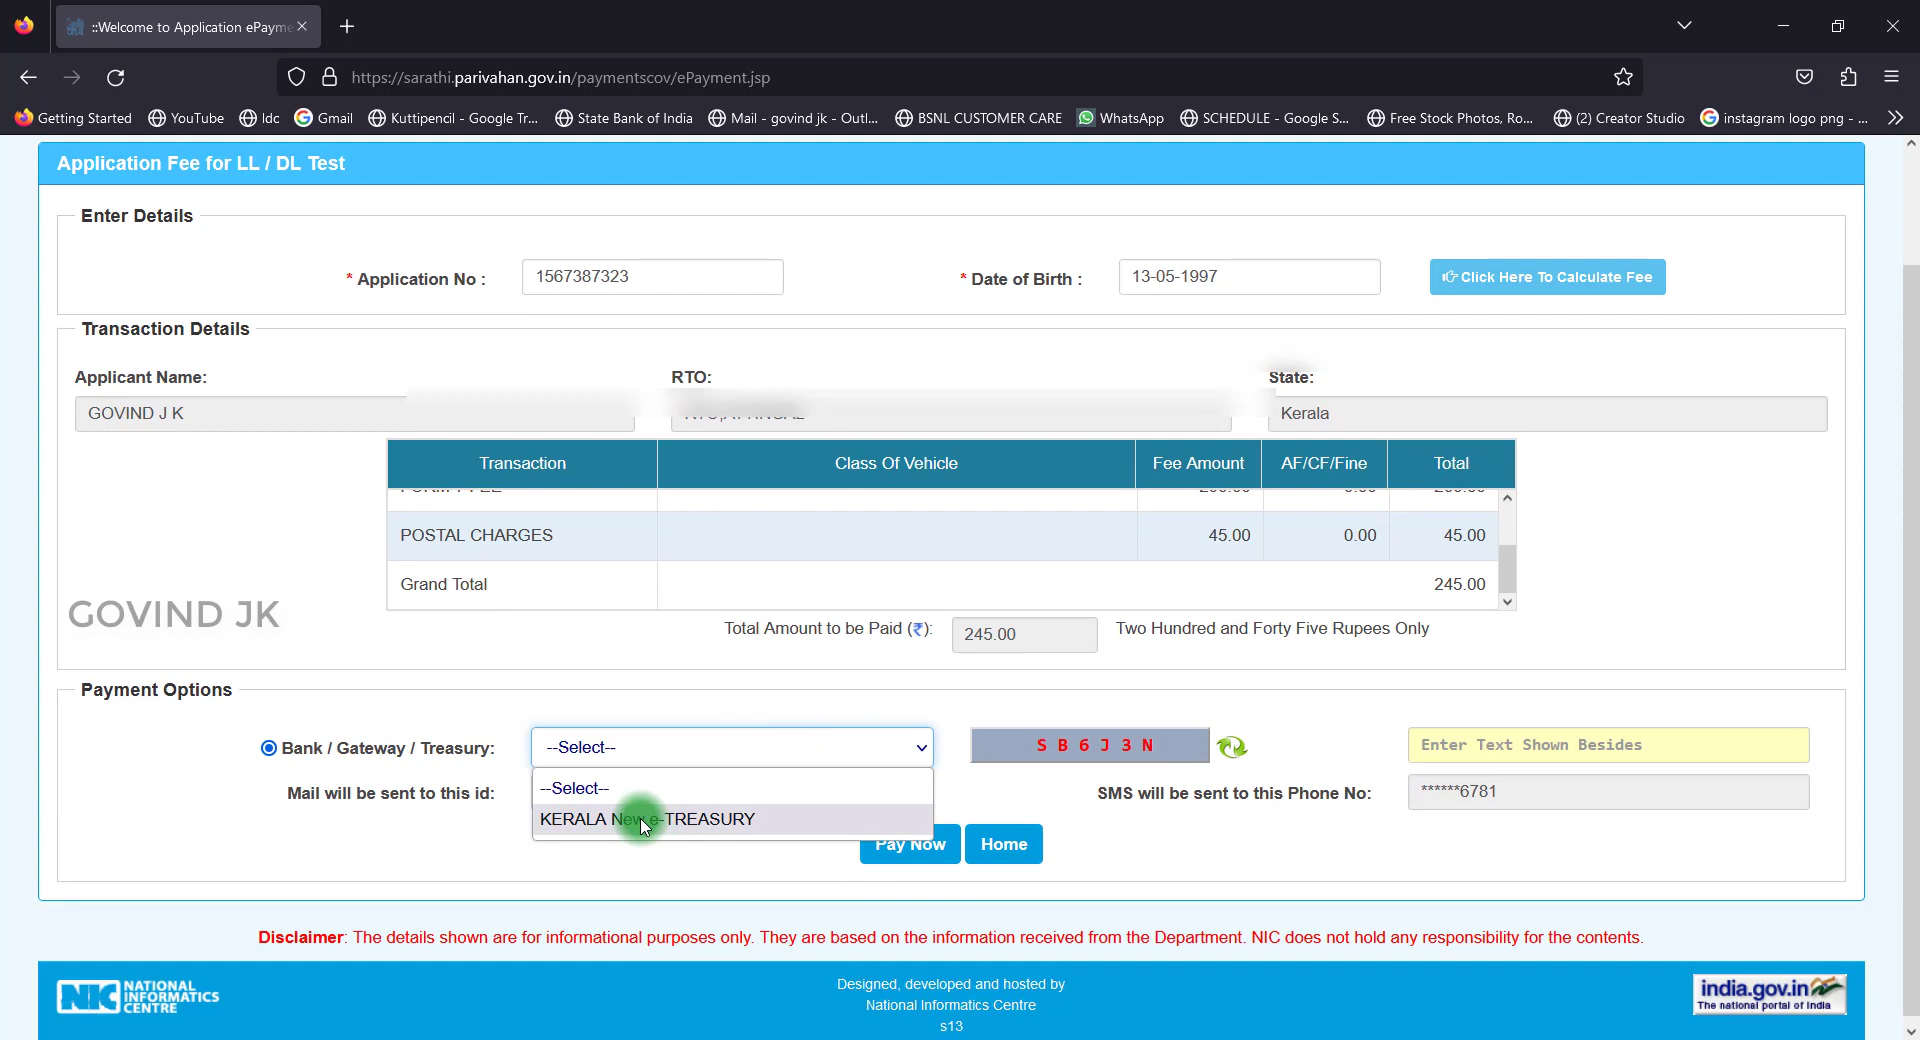 ::Welcome to Application ePayme
https://sarathi.parivahan.gov.in/paymentscov/ePayment.jsp
Getting Started YouTube Idc Gmail Kuttipencil - Google Tr... State Bank of India Mail - govind jk - Outl... BSNL CUSTOMER CARE WhatsApp SCHEDULE - Google S... Free Stock Photos, Ro... (2) Creator Studio instagram logo png - ...
Application Fee for LL / DL Test
Enter Details
* Application No : 1567387323 * Date of Birth : 13-05-1997 Click Here To Calculate Fee
Transaction Details
Applicant Name: RTO: State:
GOVIND J K Kerala
Transaction Class Of Vehicle Fee Amount AF/CF/Fine Total
POSTAL CHARGES 45.00 0.00 45.00
Grand Total 245.00
GOVIND JK
Total Amount to be Paid (₹): 245.00 Two Hundred and Forty Five Rupees Only
Payment Options
Bank / Gateway / Treasury: --Select-- S B 6 J 3 N Enter Text Shown Besides
--Select--
Mail will be sent to this id: SMS will be sent to this Phone No: ******6781
KERALA New e-TREASURY
Pay Now Home
Disclaimer: The details shown are for informational purposes only. They are based on the information received from the Department. NIC does not hold any responsibility for the contents.
NIC NATIONAL INFORMATICS CENTRE
Designed, developed and hosted by
National Informatics Centre
s13
india.gov.in
The national portal of India